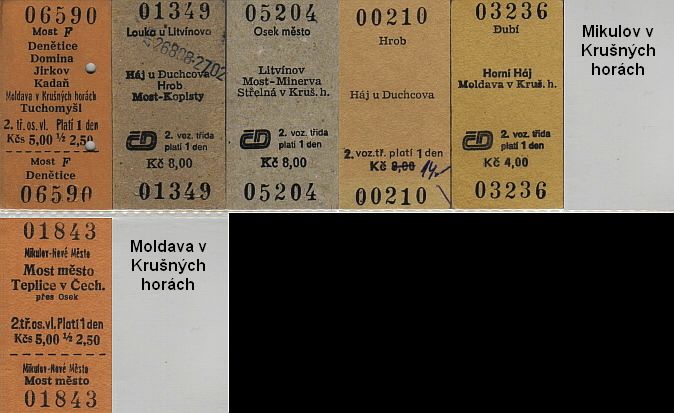 06590
Most F
Denětice
Domina
Jirkov
Kadaň
Moldava v Krušných horách
Tuchomyšl
2. tř. os. vl. Platí 1 den
Kčs 5,00 ½ 2,50
Most F
Denětice
06590
01349
Louka u Litvínova
526808-2702
Háj u Duchcova
Hrob
Most-Kopisty
ČD 2. voz. třída
platí 1 den
Kč 8,00
01349
05204
Osek město
Litvínov
Most-Minerva
Střelná v Kruš. h.
ČD 2. voz. třída
platí 1 den
Kč 8,00
05204
00210
Hrob
Háj u Duchcova
2. voz. tř. platí 1 den
Kč 8,00 14,-
00210
03236
Dubí
Horní Háj
Moldava v Kruš. h.
ČD 2. voz. třída
platí 1 den
Kč 4,00
03236
Mikulov v
Krušných
horách
01843
Mikulov-Nové Město
Most město
Teplice v Čech.
přes Osek
2. tř. os. vl. Platí 1 den
Kčs 5,00 ½ 2,50
Mikulov-Nové Město
Most město
01843
Moldava v
Krušných
horách